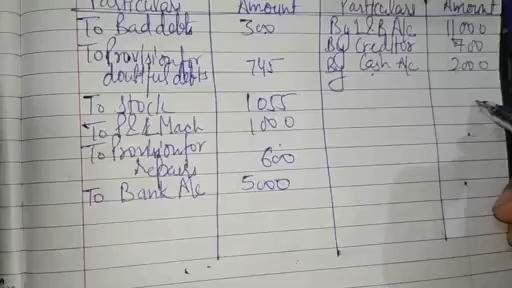 Particulars Amount Particulars Amount
To Bad debts 300 By L&B A/c 11000
To Provision for By Creditor 700
doubtful debts 745 By Cash A/c 2000
To Stock 1055
To P&L Mach 1000
To Provision for
repairs 600
To Bank A/c 5000